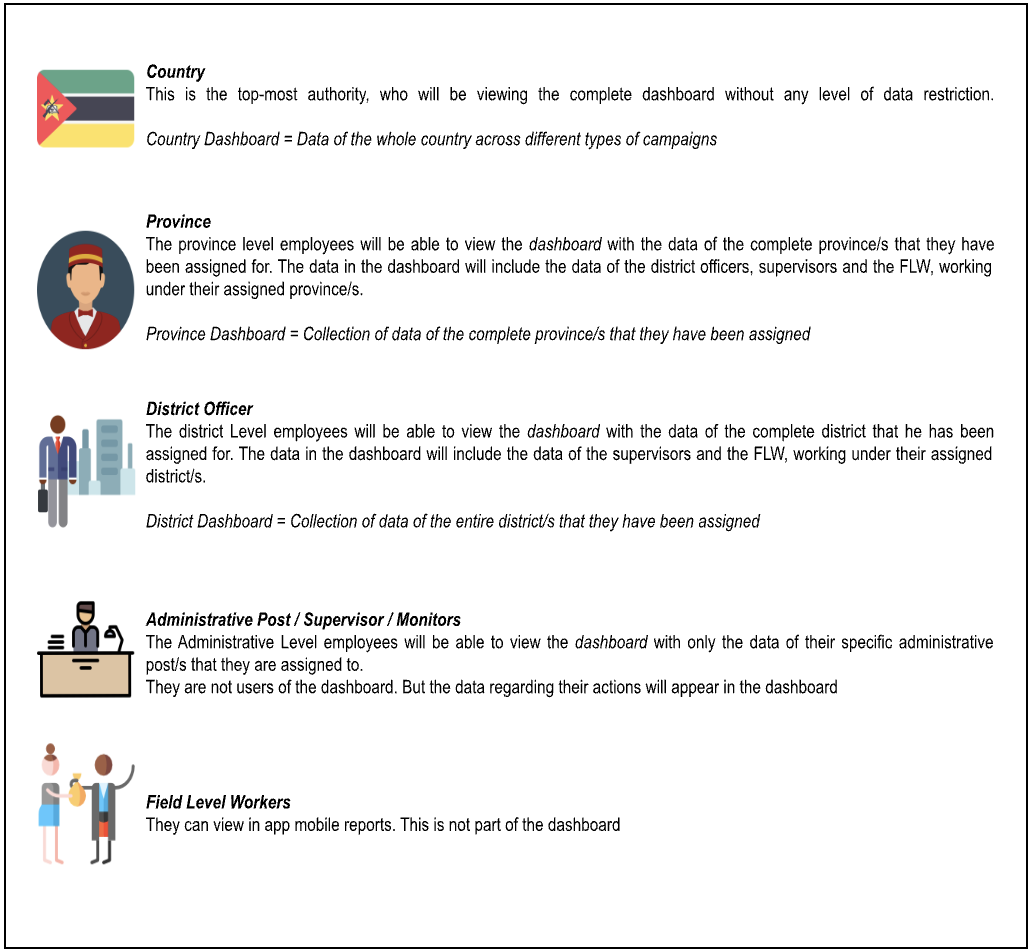 Country
This is the top-most authority, who will be viewing the complete dashboard without any level of data restriction.
Country Dashboard = Data of the whole country across different types of campaigns
Province
The province level employees will be able to view the dashboard with the data of the complete province/s that they have
been assigned for. The data in the dashboard will include the data of the district officers, supervisors and the FLW, working
under their assigned province/s.
Province Dashboard = Collection of data of the complete province/s that they have been assigned
District Officer
The district Level employees will be able to view the dashboard with the data of the complete district that he has been
assigned for. The data in the dashboard will include the data of the supervisors and the FLW, working under their assigned
district/s.
District Dashboard = Collection of data of the entire district/s that they have been assigned
Administrative Post / Supervisor / Monitors
The Administrative Level employees will be able to view the dashboard with only the data of their specific administrative
post/s that they are assigned to.
They are not users of the dashboard. But the data regarding their actions will appear in the dashboard
Field Level Workers
They can view in app mobile reports. This is not part of the dashboard